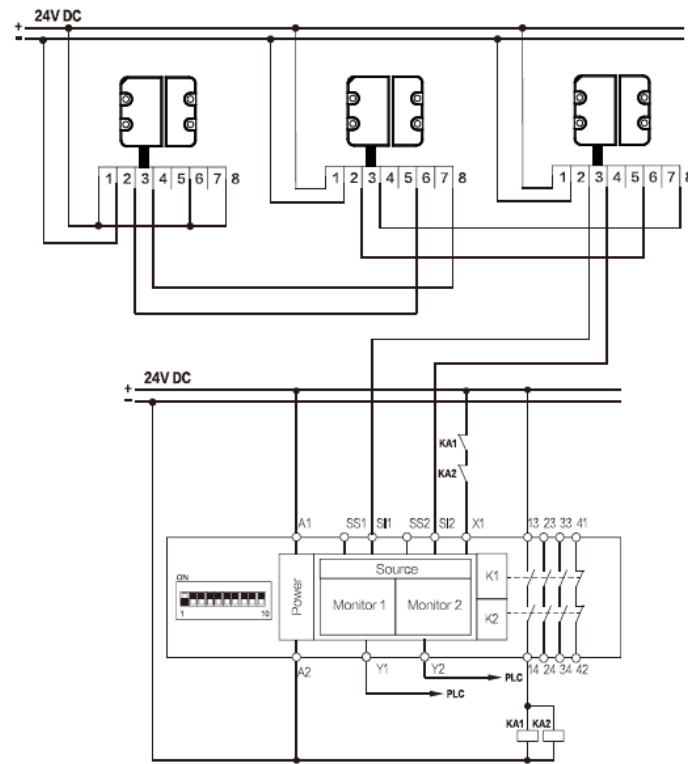 24V DC
+
-
1 2 3 4 5 6 7 8
1 2 3 4 5 6 7 8
1 2 3 4 5 6 7 8
24V DC
+
-
KA1
KA2
A1 SS1 SI1 SS2 SI2 X1 13 23 33 41
Source
ON
Power
Monitor 1 Monitor 2
K1
K2
1 10
A2 Y1 Y2 14 24 34 42
PLC
PLC
KA1 KA2